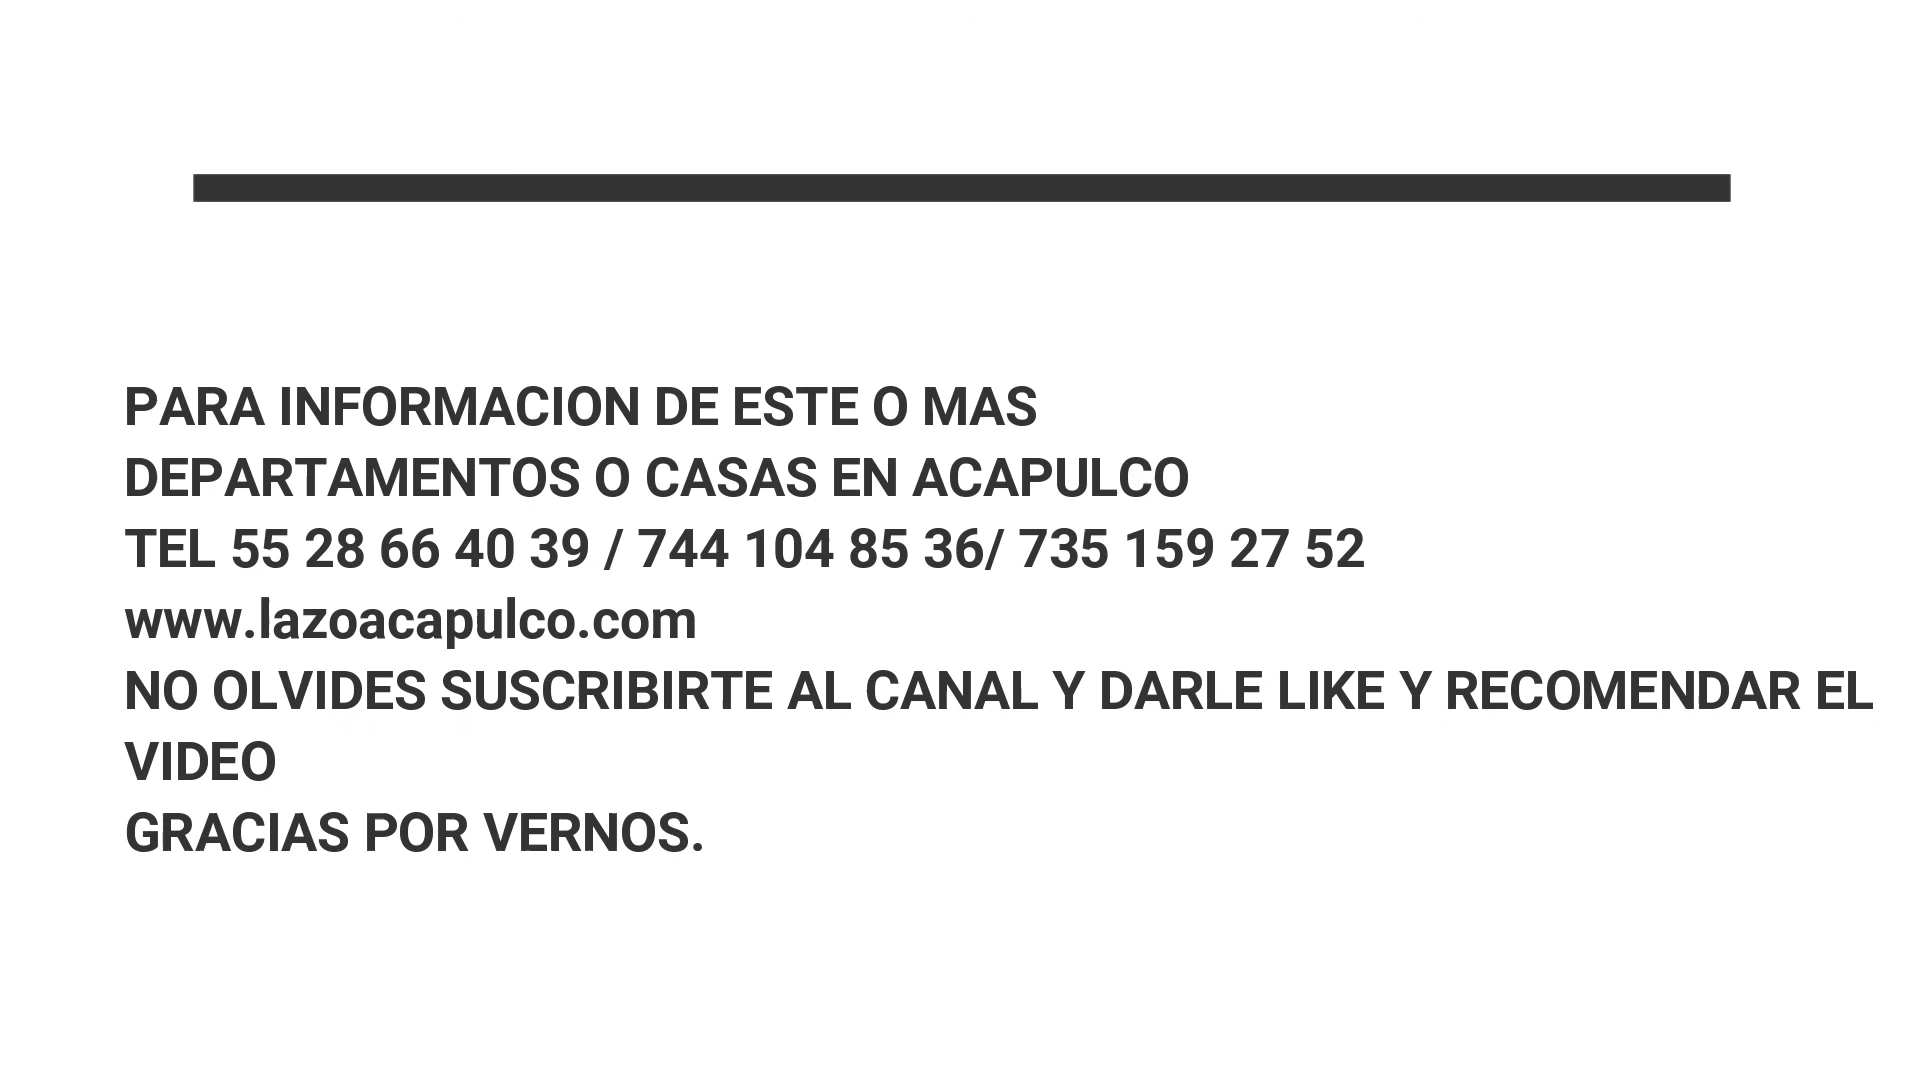 PARA INFORMACION DE ESTE O MAS
DEPARTAMENTOS O CASAS EN ACAPULCO
TEL 55 28 66 40 39 / 744 104 85 36/ 735 159 27 52
www.lazoacapulco.com
NO OLVIDES SUSCRIBIRTE AL CANAL Y DARLE LIKE Y RECOMENDAR EL
VIDEO
GRACIAS POR VERNOS.